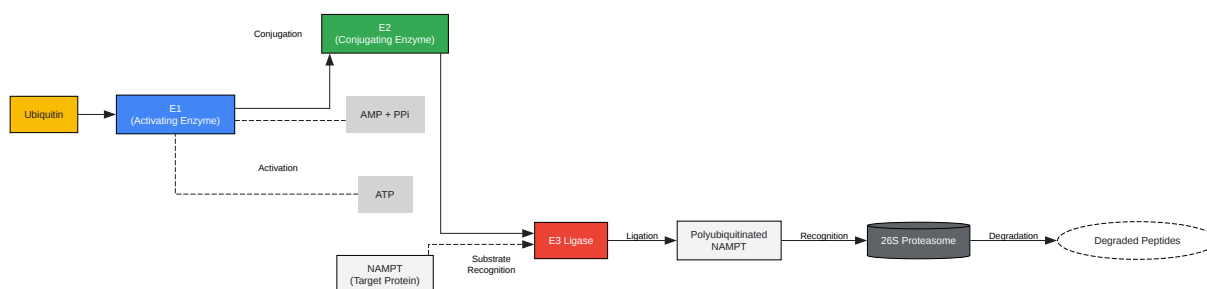 Ubiquitin
E1
(Activating Enzyme)
Conjugation
E2
(Conjugating Enzyme)
AMP + PPi
Activation
ATP
NAMPT
(Target Protein)
Substrate
Recognition
E3 Ligase
Ligation
Polyubiquitinated
NAMPT
Recognition
26S Proteasome
Degradation
Degraded Peptides